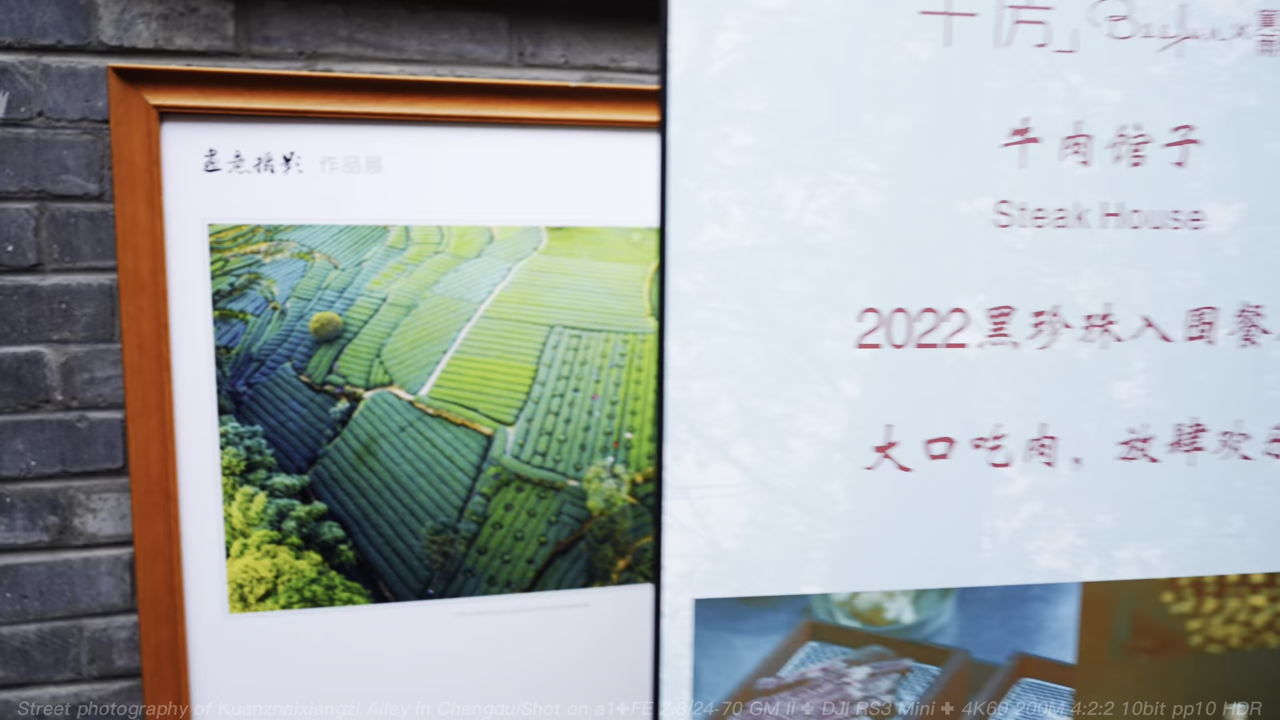 意摄影 作品展
牛肉馆子
Steak House
2022黑珍珠入围餐
大口吃肉，放肆欢
Street photography of Kuanznaixiangzi Alley In Chengdu/Shot on a1✦FE 2.8/24-70 GM II ✦ DJI RS3 Mini ✦ 4K60 200M 4:2:2 10bit pp10 HDR